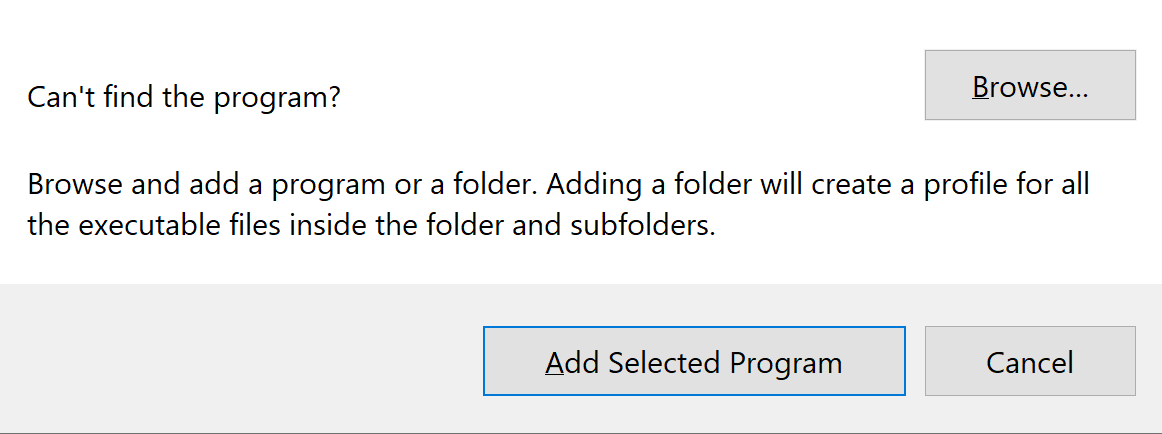 Can't find the program?
Browse...
Browse and add a program or a folder. Adding a folder will create a profile for all
the executable files inside the folder and subfolders.
Add Selected Program
Cancel